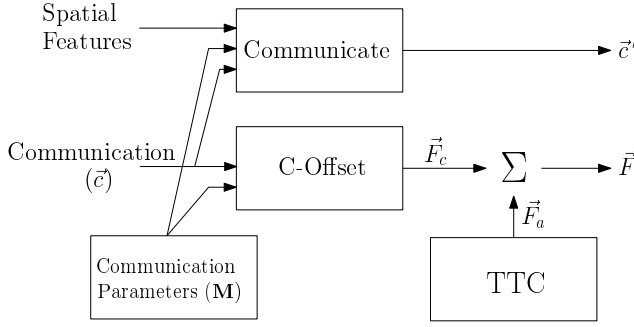 Spatial
Features
Communicate
c⃗'
Communication
(c⃗)
C-Offset
F⃗c
∑
F⃗
F⃗a
Communication
Parameters (M)
TTC